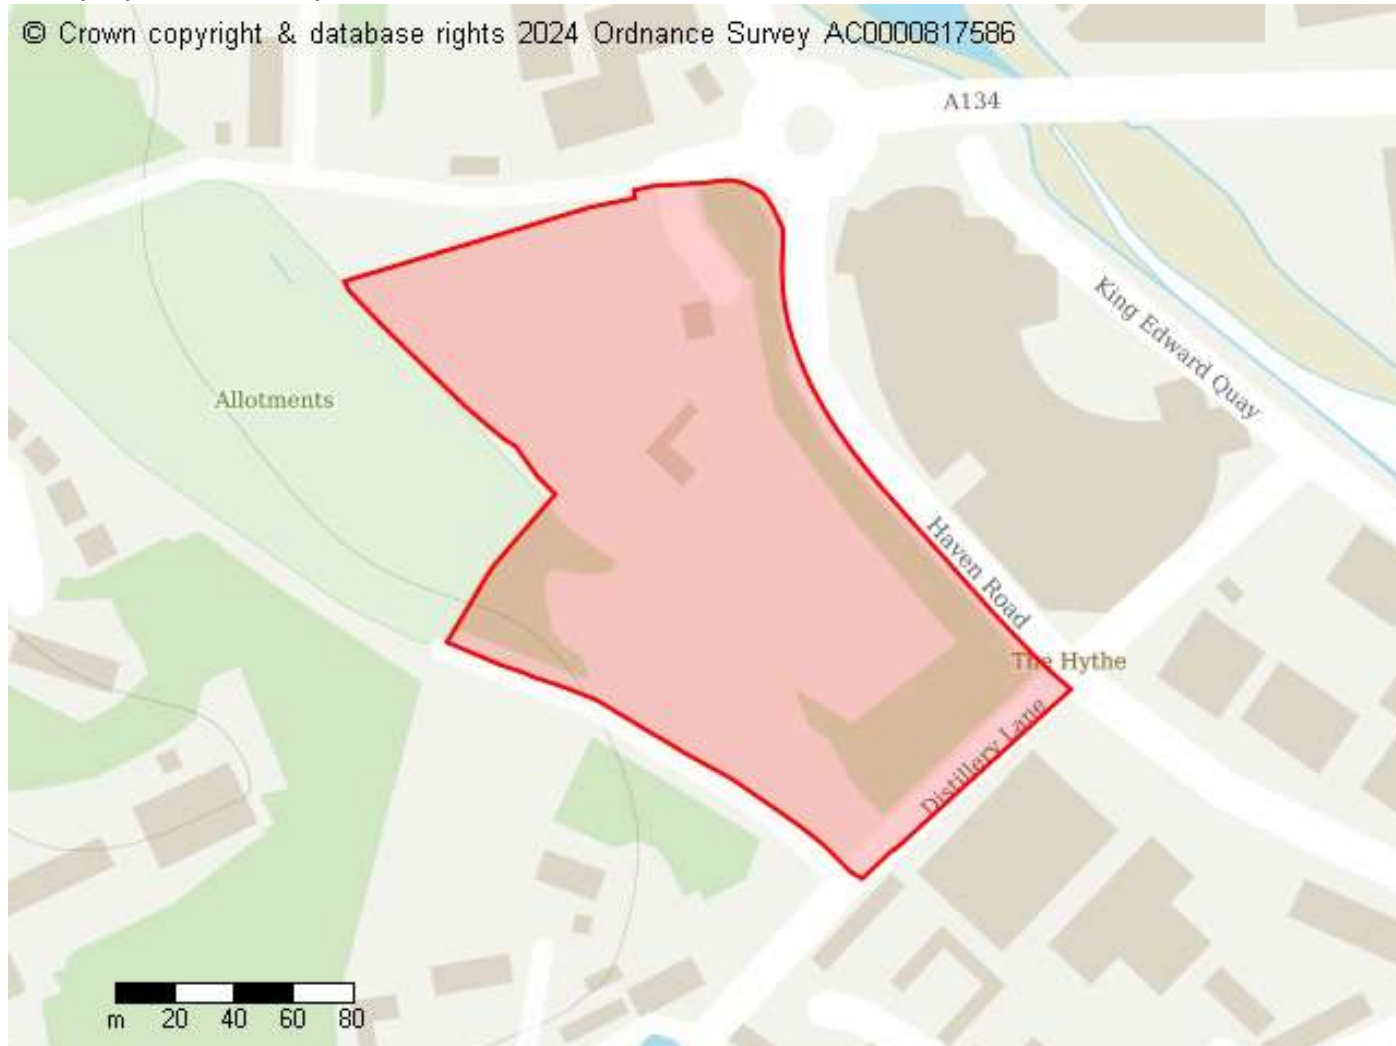 © Crown copyright & database rights 2024 Ordnance Survey AC0000817586
A134
King Edward Quay
Allotments
Haven Road
The Hythe
Distillery Lane
m 20 40 60 80